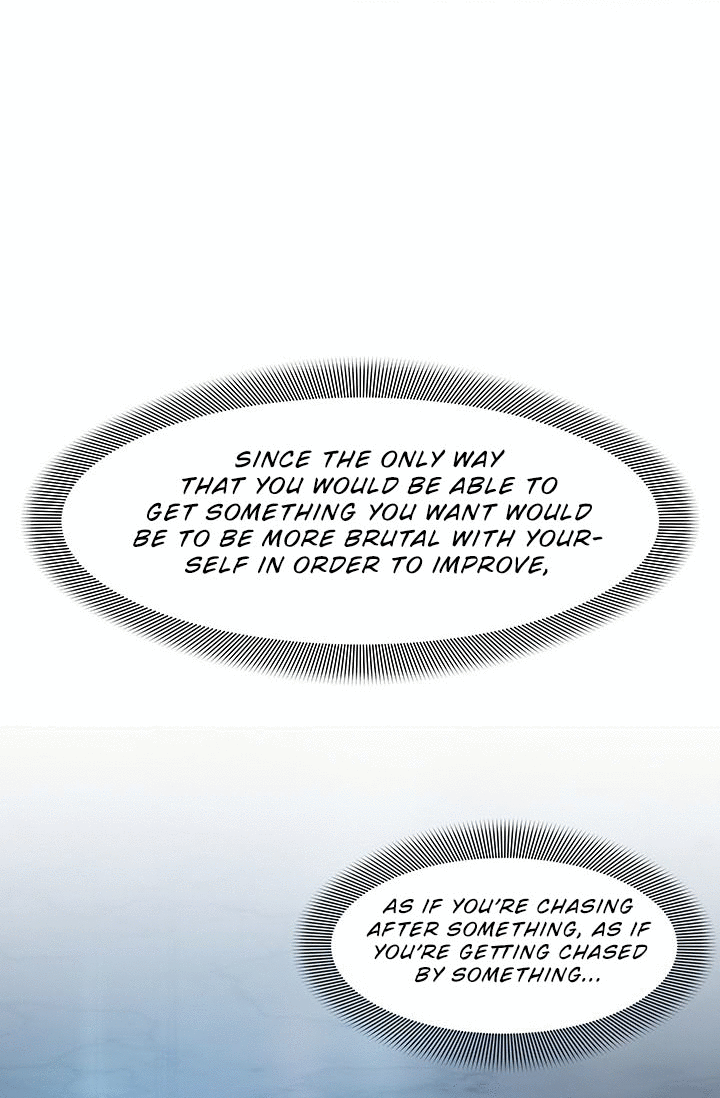 SINCE THE ONLY WAY
THAT YOU WOULD BE ABLE TO
GET SOMETHING YOU WANT WOULD
BE TO BE MORE BRUTAL WITH YOUR-
SELF IN ORDER TO IMPROVE,
AS IF YOU'RE CHASING
AFTER SOMETHING, AS IF
YOU'RE GETTING CHASED
BY SOMETHING...